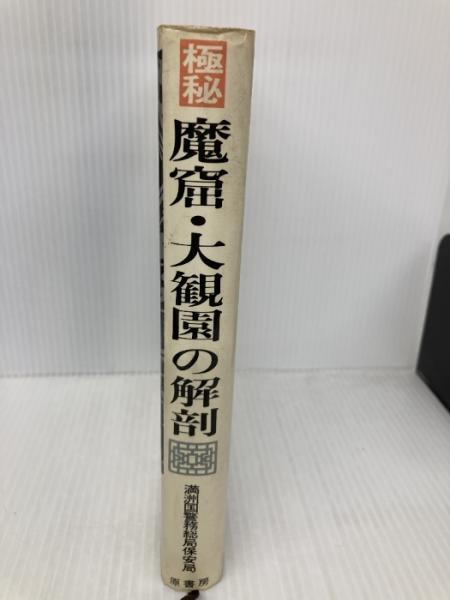 極秘
魔窟・大観園の解剖
満洲国警務総局保安局
原書房